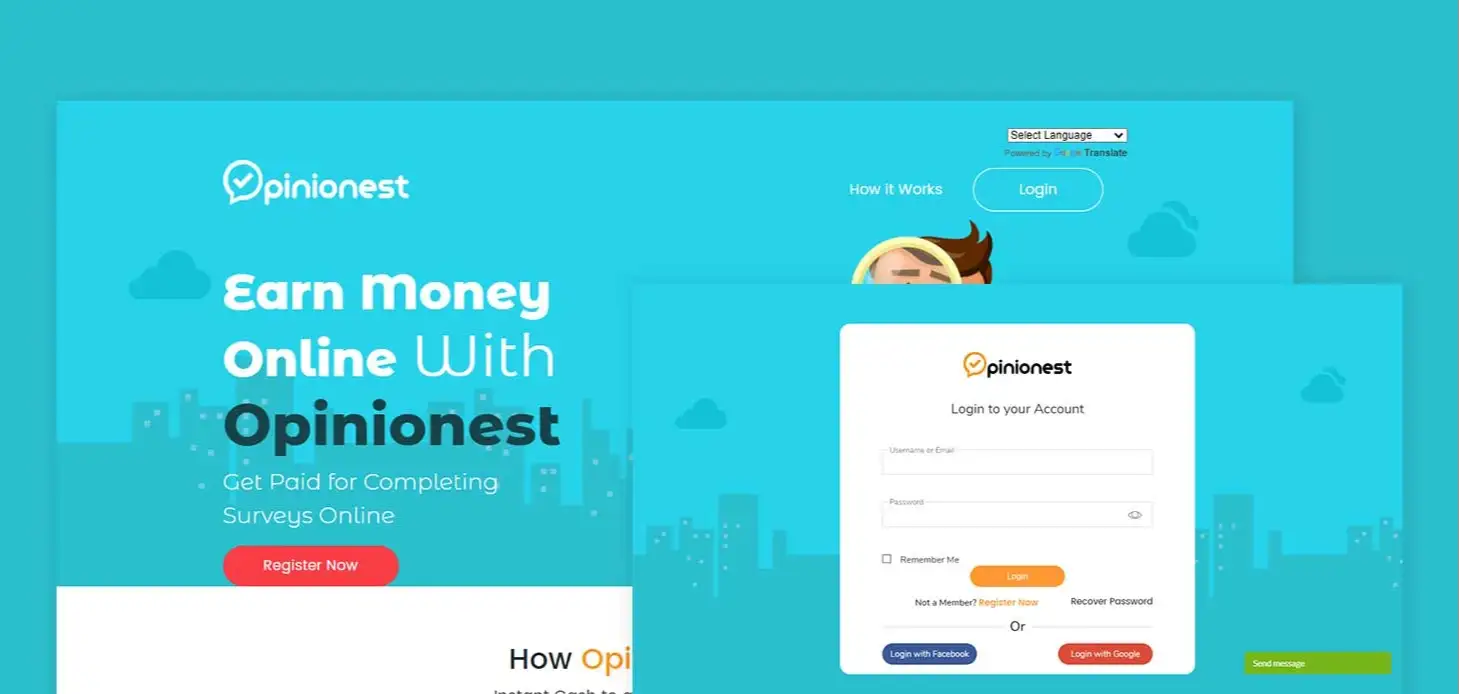 Select Language
Powered by Google Translate
Opinionest
How it Works
Login
Earn Money
Online With
Opinionest
Get Paid for Completing
Surveys Online
Register Now
How Opi
Instant Cash to
Opinionest
Login to your Account
Username or Email
Password
Remember Me
Login
Not a Member? Register Now
Recover Password
Or
Login with Facebook
Login with Google
Send message